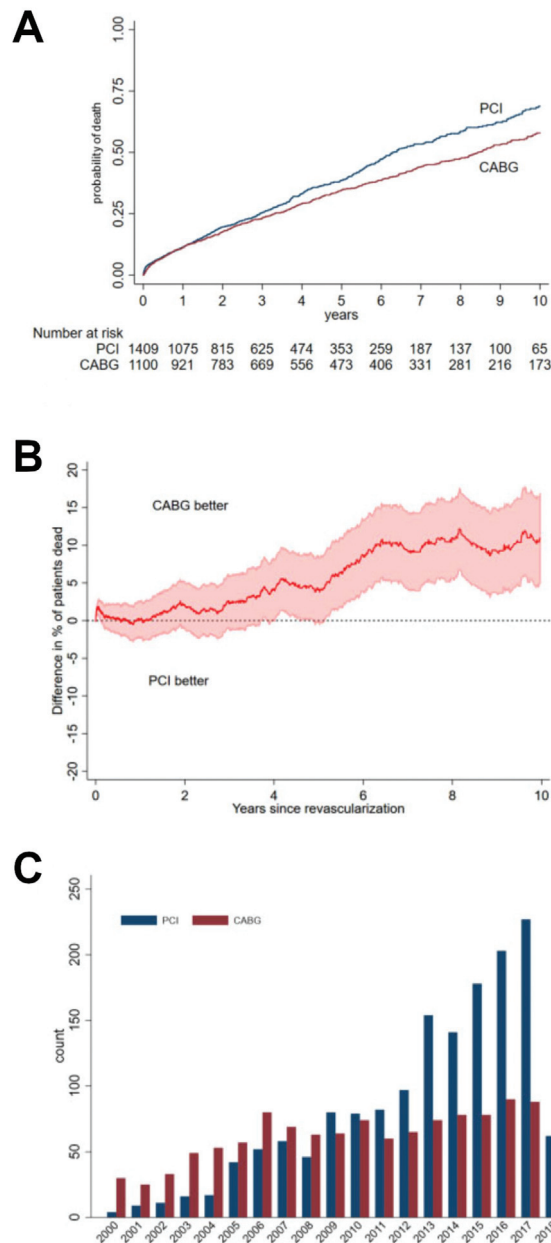 A
1.00
0.75
0.50
0.25
0.00
probability of death
PCI
CABG
0 1 2 3 4 5 6 7 8 9 10
years
Number at risk
PCI 1409 1075 815 625 474 353 259 187 137 100 65
CABG 1100 921 783 669 556 473 406 331 281 216 173
B
20
15
10
5
0
-5
-10
-15
-20
Difference in % of patients dead
CABG better
PCI better
0 2 4 6 8 10
Years since revascularization
C
250
200
150
100
50
0
count
PCI CABG
2000 2001 2002 2003 2004 2005 2006 2007 2008 2009 2010 2011 2012 2013 2014 2015 2016 2017 2018